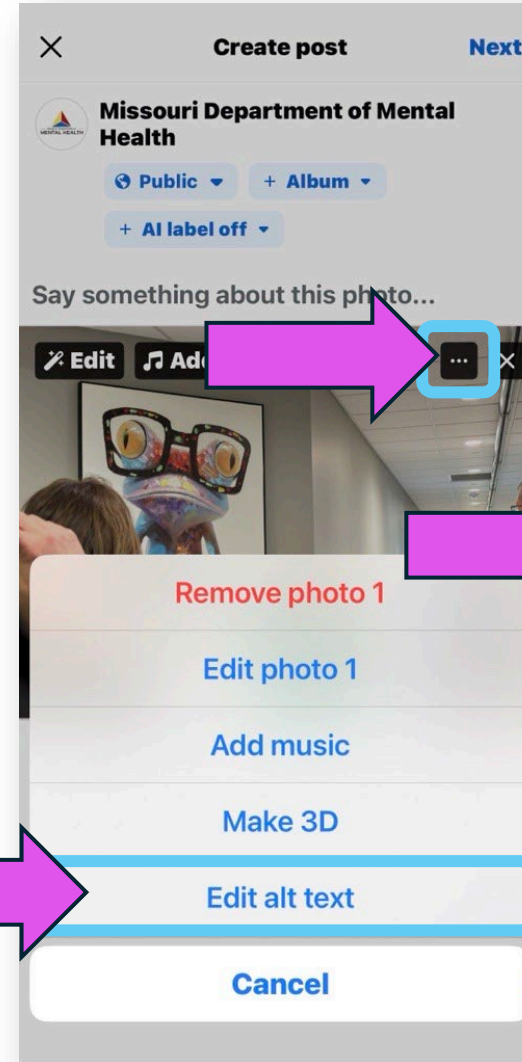 Create post
Next
Missouri Department of Mental
Health
Public
+ Album
+ AI label off
Say something about this photo...
Edit
...
Remove photo 1
Edit photo 1
Add music
Make 3D
Edit alt text
Cancel